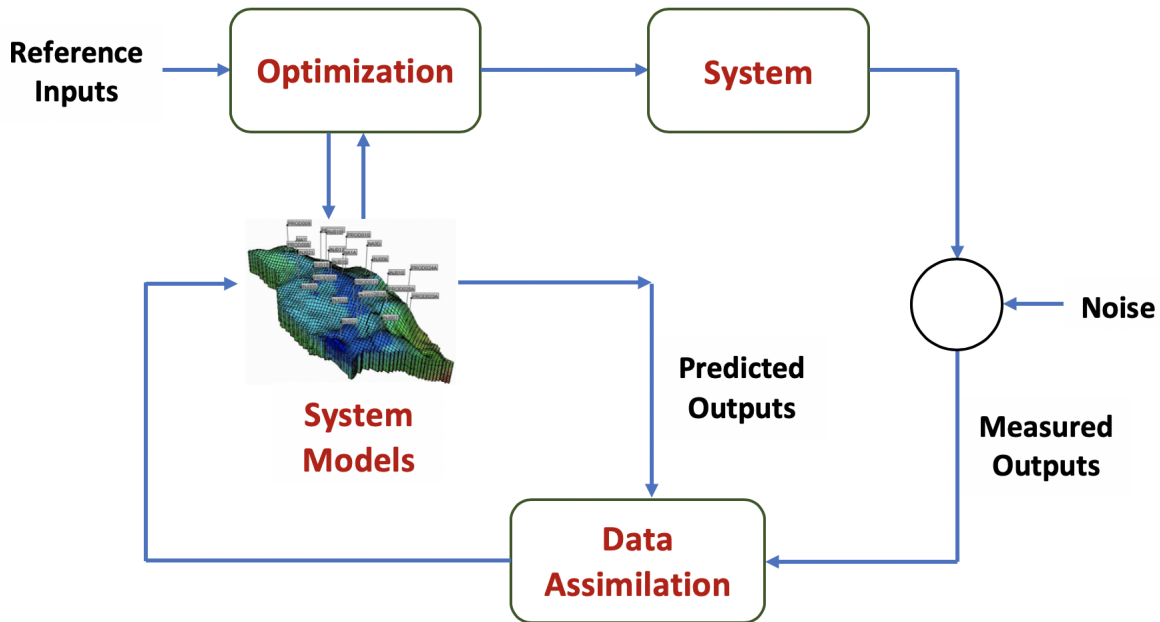 Reference
Inputs
Optimization
System
Noise
Predicted
Outputs
Measured
Outputs
System
Models
Data
Assimilation